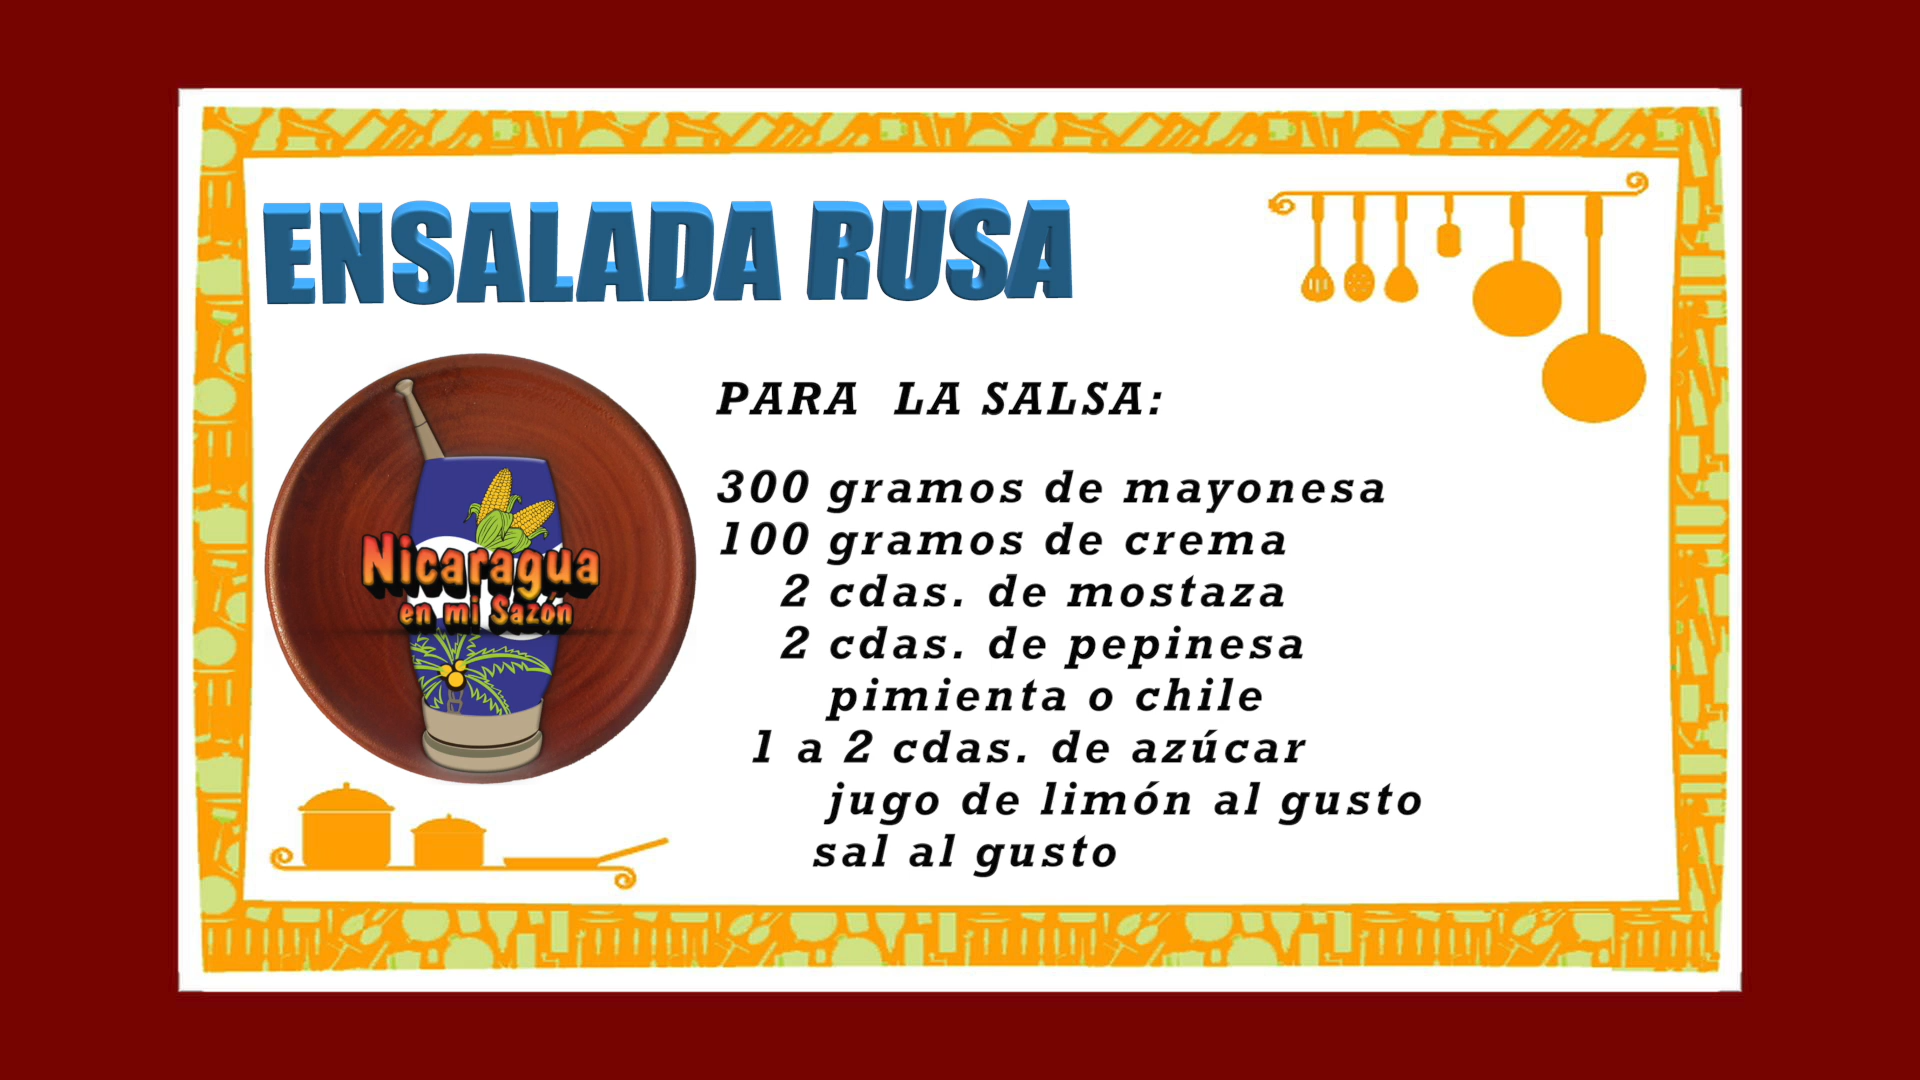 ENSALADA RUSA
Nicaragua
en mi Sazón
PARA LA SALSA:
300 gramos de mayonesa
100 gramos de crema
2 cdas. de mostaza
2 cdas. de pepinesa
pimienta o chile
1 a 2 cdas. de azúcar
jugo de limón al gusto
sal al gusto